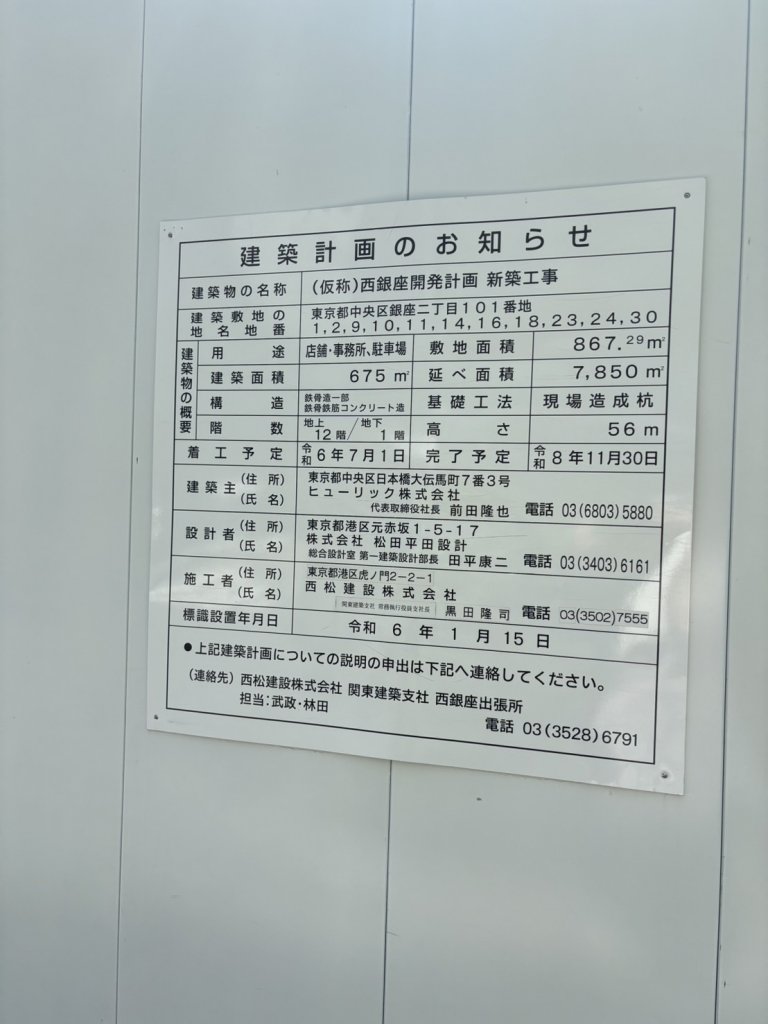 建築計画のお知らせ
建築物の名称 (仮称)西銀座開発計画 新築工事
建築敷地の地名地番 東京都中央区銀座二丁目101番地
1,2,9,10,11,14,16,18,23,24,30
建築物の概要
用途 店舗・事務所、駐車場 敷地面積 867.29㎡
建築面積 675㎡ 延べ面積 7,850㎡
構造 鉄骨造一部
鉄骨鉄筋コンクリート造 基礎工法 現場造成杭
階数 地上12階/地下1階 高さ 56m
着工予定 令和6年7月1日 完了予定 令和8年11月30日
建築主 (住所) 東京都中央区日本橋大伝馬町7番3号
(氏名) ヒューリック株式会社
代表取締役社長 前田隆也 電話 03(6803)5880
設計者 (住所) 東京都港区元赤坂1-5-17
(氏名) 株式会社 松田平田設計
総合設計室 第一建築設計部長 田平康二 電話 03(3403)6161
施工者 (住所) 東京都港区虎ノ門2-2-1
(氏名) 西松建設株式会社
関東建築支社 常務執行役員支社長 黒田隆司 電話 03(3502)7555
標識設置年月日 令和 6 年 1 月 15 日
●上記建築計画についての説明の申出は下記へ連絡してください。
(連絡先) 西松建設株式会社 関東建築支社 西銀座出張所
担当:武政・林田
電話 03(3528)6791